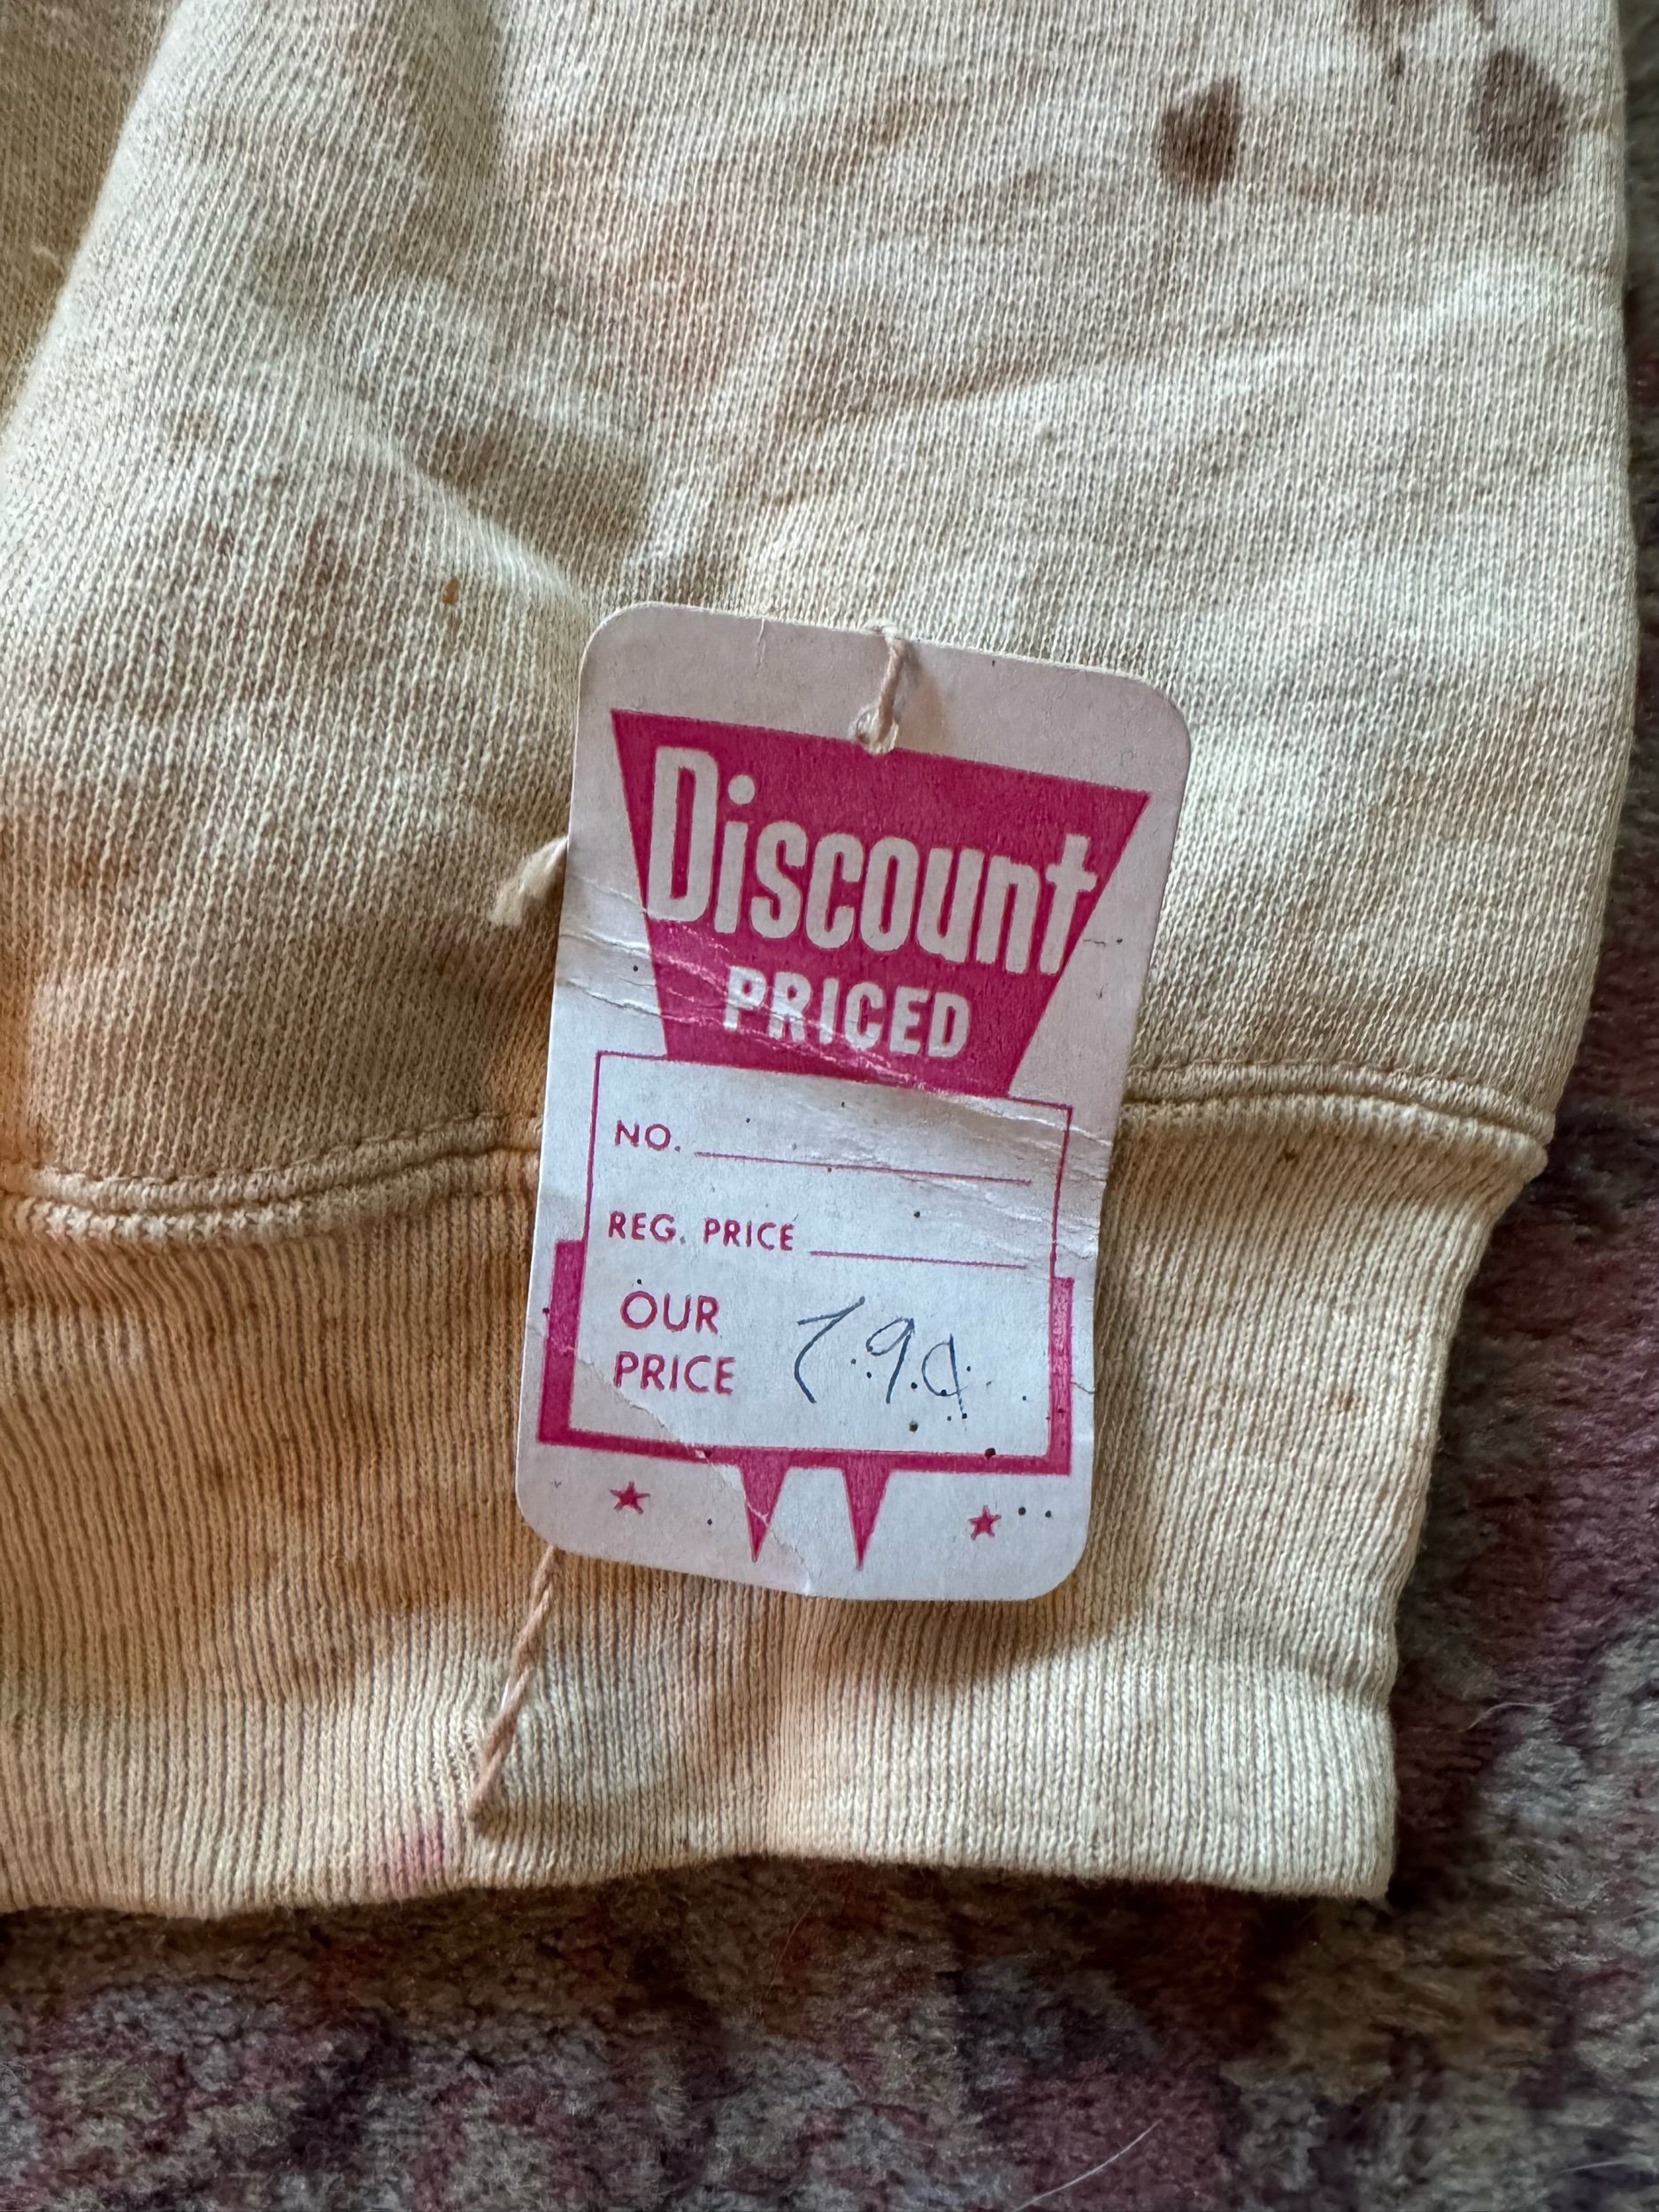 Discount
PRICED
NO.
REG. PRICE
OUR
PRICE